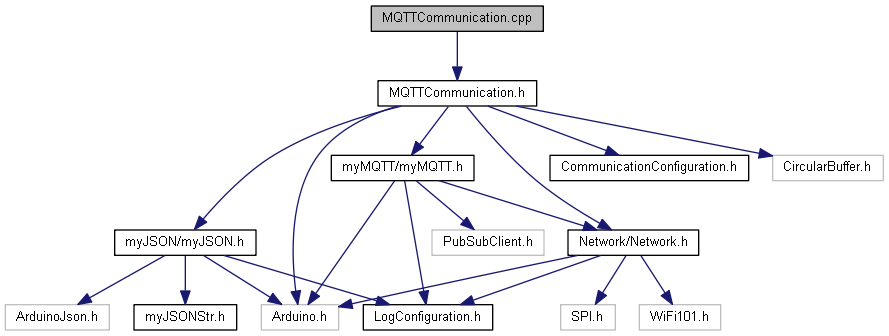 MQTTCommunication.cpp
MQTTCommunication.h
myMQTT/myMQTT.h
CommunicationConfiguration.h
CircularBuffer.h
myJSON/myJSON.h
PubSubClient.h
Network/Network.h
ArduinoJson.h
myJSONStr.h
Arduino.h
LogConfiguration.h
SPI.h
WiFi101.h